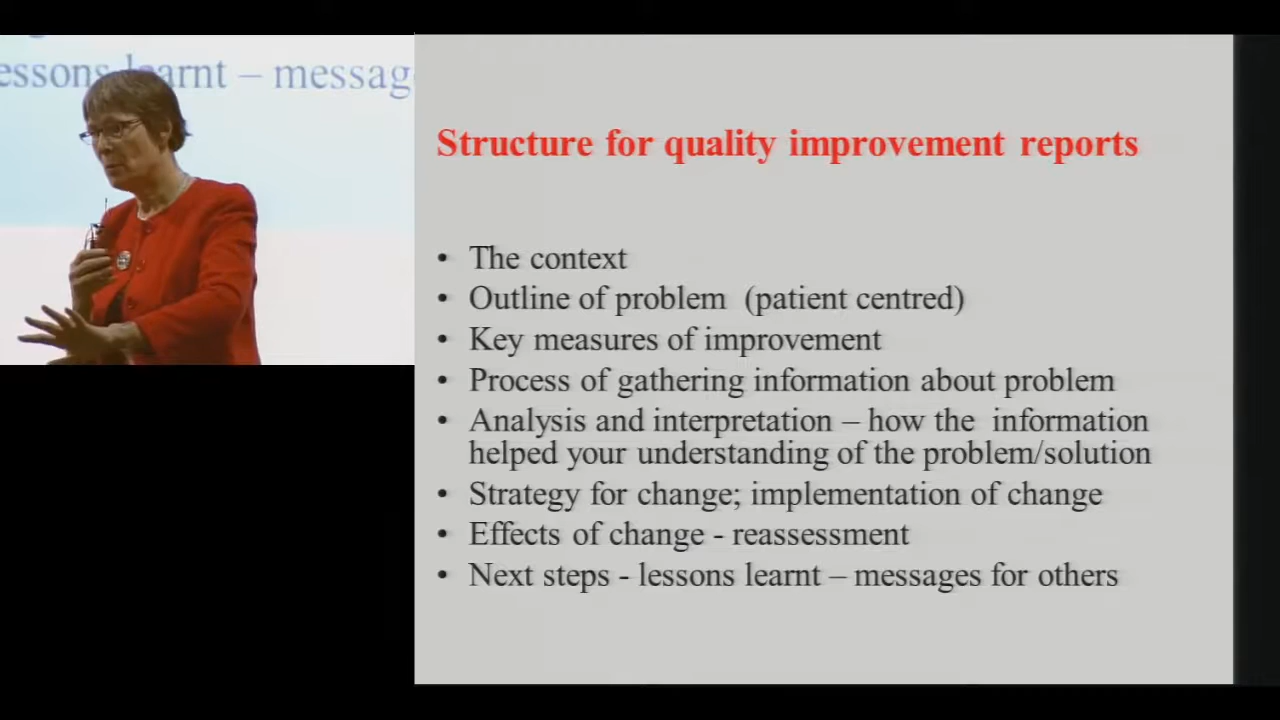 essons learnt – messag
Structure for quality improvement reports
• The context
• Outline of problem (patient centred)
• Key measures of improvement
• Process of gathering information about problem
• Analysis and interpretation – how the information
helped your understanding of the problem/solution
• Strategy for change; implementation of change
• Effects of change - reassessment
• Next steps - lessons learnt – messages for others